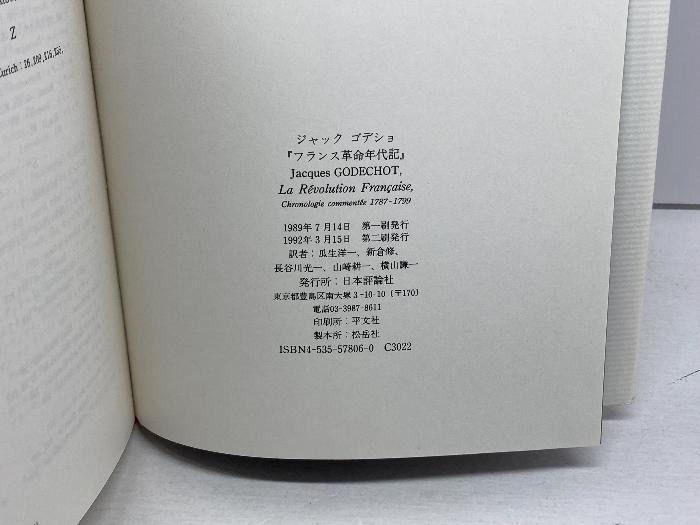 Z
ジャック ゴデショ
『フランス革命年代記』
Jacques GODECHOT,
La Révolution Française,
Chronologie commentée 1787-1799
1989年7月14日 第一刷発行
1992年3月15日 第二刷発行
訳者：瓜生洋一、新倉修、
長谷川光一、山﨑耕一、横山謙一
発行所：日本評論社
東京都豊島区南大塚3-10-10（〒170）
電話03-3987-8611
印刷所：平文社
製本所：松岳社
ISBN4-535-57806-0 C3022